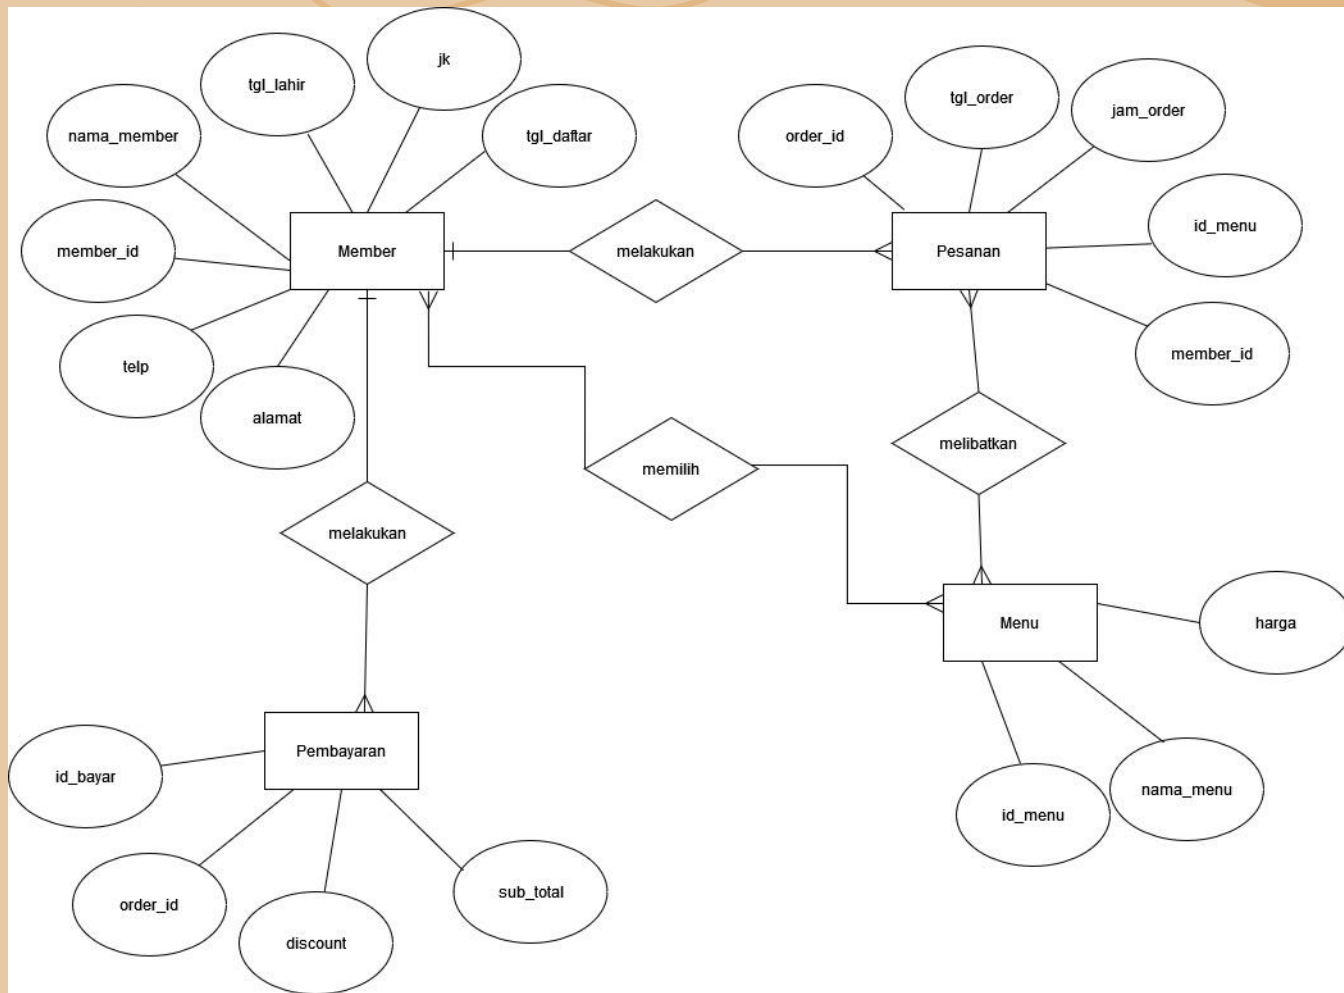 jk
tgl_lahir
tgl_order
jam_order
nama_member
tgl_daftar
order_id
id_menu
member_id
Member
melakukan
Pesanan
member_id
telp
alamat
melibatkan
memilih
melakukan
Menu
harga
Pembayaran
id_bayar
nama_menu
id_menu
order_id
discount
sub_total